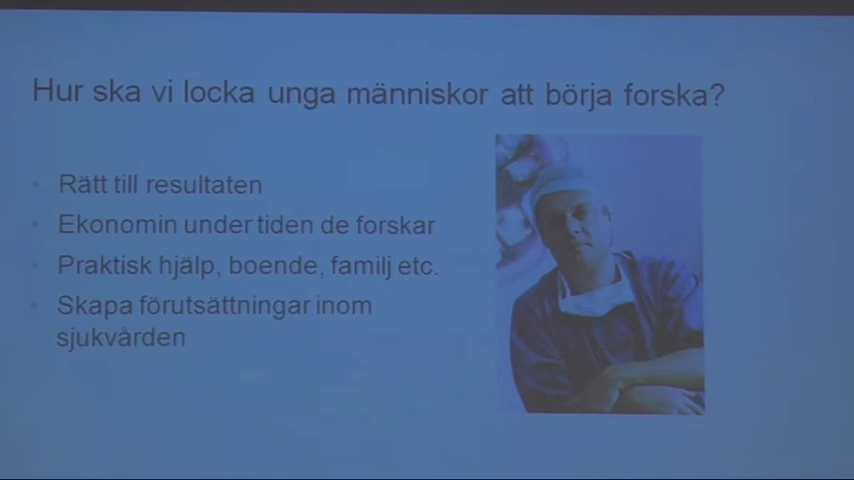 Hur ska vi locka unga människor att börja forska?
• Rätt till resultaten
• Ekonomin under tiden de forskar
• Praktisk hjälp, boende, familj etc.
• Skapa förutsättningar inom
sjukvården